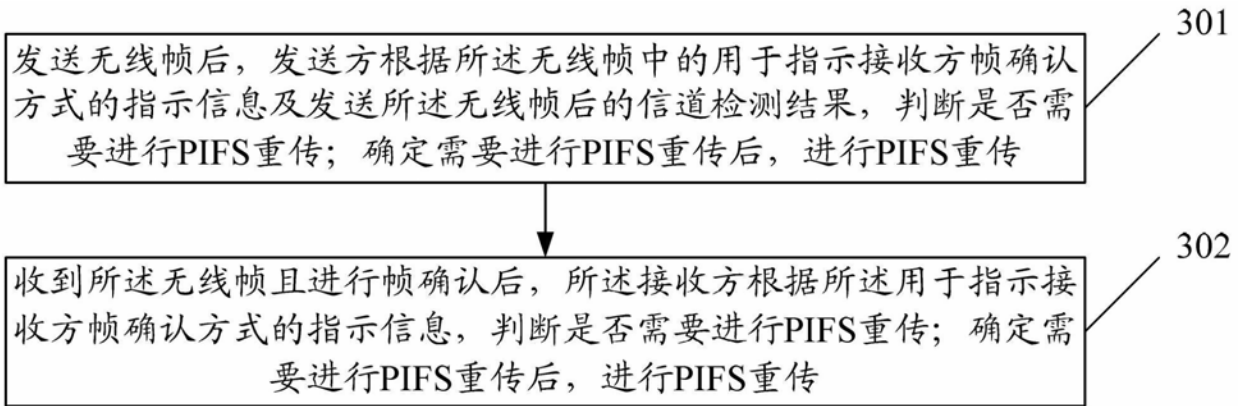 301
发送无线帧后，发送方根据所述无线帧中的用于指示接收方帧确认
方式的指示信息及发送所述无线帧后的信道检测结果，判断是否需
要进行PIFS重传；确定需要进行PIFS重传后，进行PIFS重传
302
收到所述无线帧且进行帧确认后，所述接收方根据所述用于指示接
收方帧确认方式的指示信息，判断是否需要进行PIFS重传；确定需
要进行PIFS重传后，进行PIFS重传